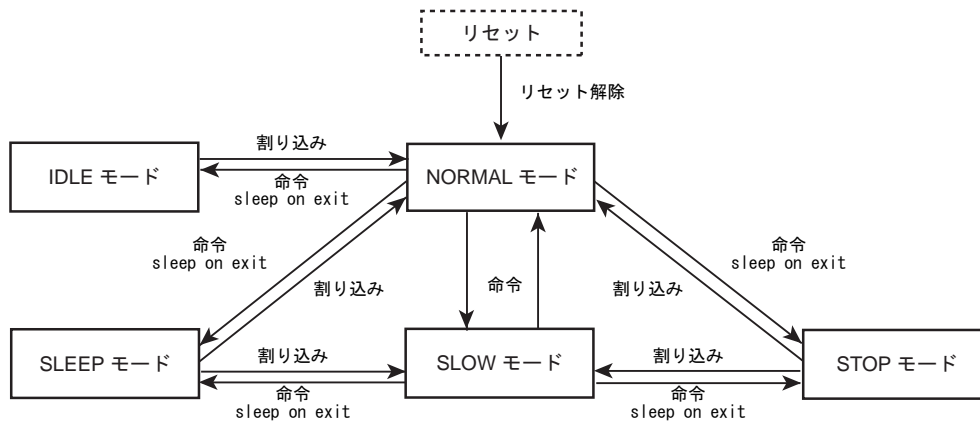 リセット
リセット解除
割り込み
IDLE モード
NORMAL モード
命令
sleep on exit
命令
sleep on exit
命令
sleep on exit
割り込み
命令
割り込み
SLEEP モード
割り込み
SLOW モード
割り込み
STOP モード
命令
sleep on exit
命令
sleep on exit